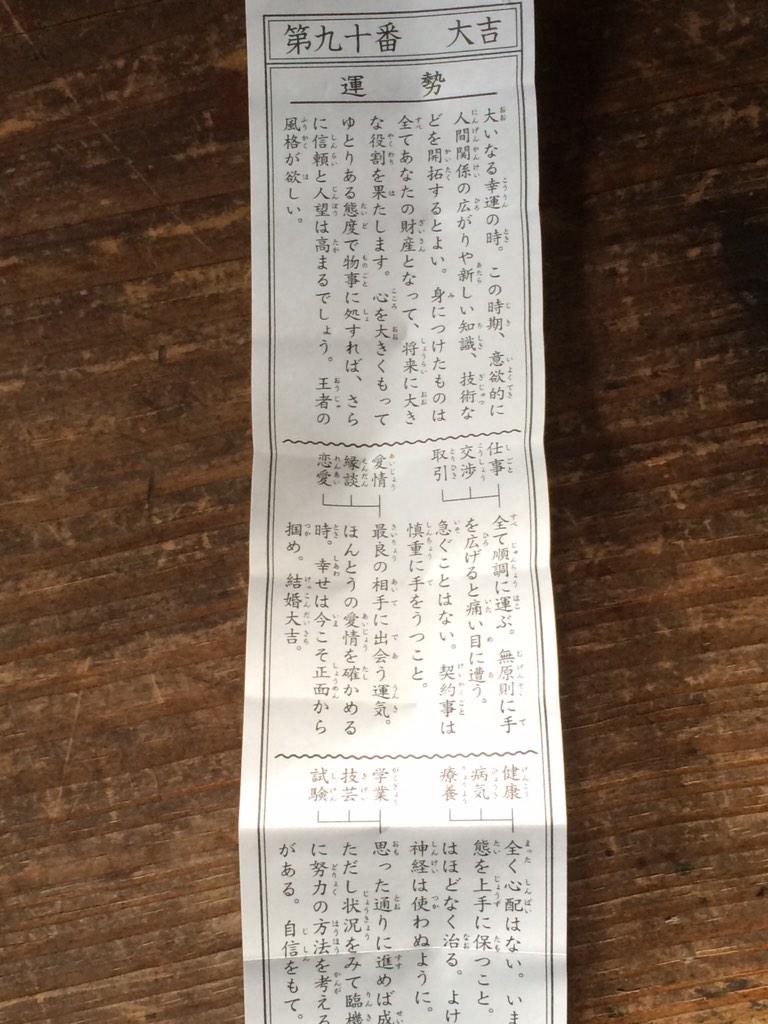 第九十番 大吉
運勢
大いなる幸運の時。この時期、意欲的に
人間関係の広がりや新しい知識、技術な
どを開拓するとよい。身につけたものは
全てあなたの財産となって、将来に大き
な役割を果たします。心を大きくもって
ゆとりある態度で物事に処すれば、さら
に信頼と人望は高まるでしょう。王者の
風格が欲しい。
仕事
交渉
取引
全て順調に運ぶ。無原則に手
を広げると痛い目に遭う。
急ぐことはない。契約事は
慎重に手をうつこと。
愛情
縁談
恋愛
最良の相手に出会う運気。
ほんとうの愛情を確かめる
時。幸せは今こそ正面から
掴め。結婚大吉。
健康
病気
療養
全く心配はない。いま
態を上手に保つこと。
はほどなく治る。よけ
神経は使わぬように。
学業
技芸
試験
思った通りに進めば成
ただし状況をみて臨機
に努力の方法を考える
がある。自信をもて。